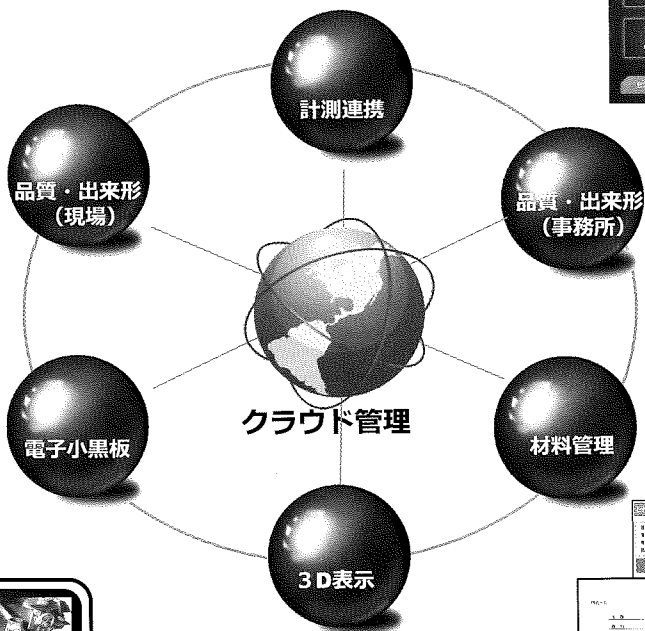 計測連携
品質・出来形
(現場)
品質・出来形
(事務所)
クラウド管理
電子小黒板
材料管理
3D表示